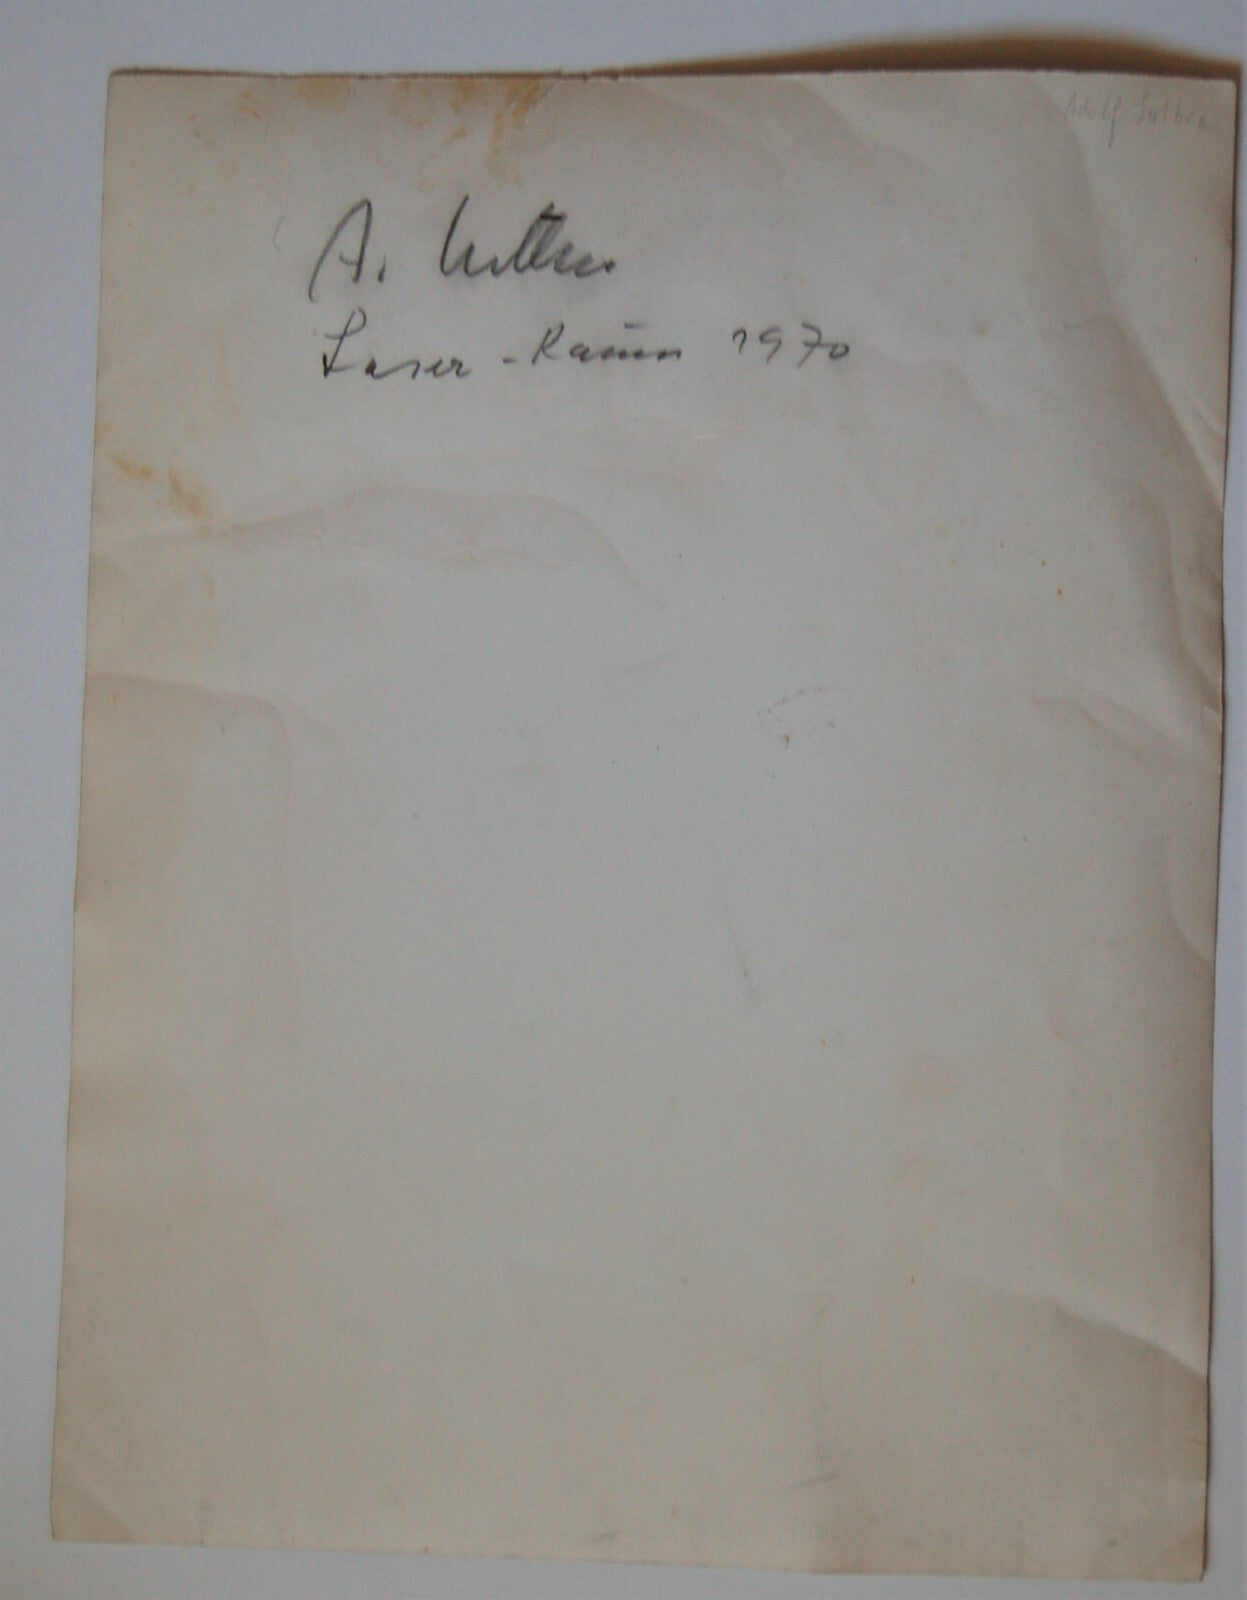 Adolf Luther
A. Luther
Laser-Raum 1970